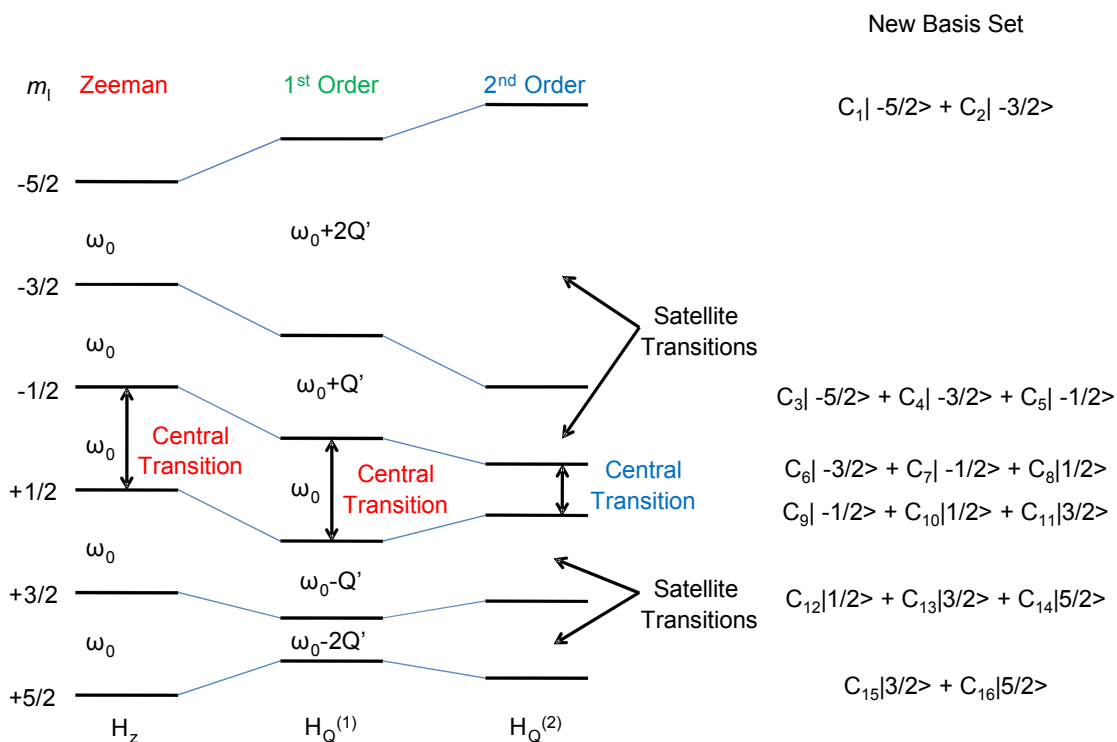 New Basis Set
m_I Zeeman 1st Order 2nd Order
C₁| -5/2> + C₂| -3/2>
-5/2
ω₀ ω₀+2Q’
-3/2
Satellite
Transitions
ω₀
ω₀+Q’
-1/2
C₃| -5/2> + C₄| -3/2> + C₅| -1/2>
ω₀
Central
Transition
ω₀
Central
Transition
Central
Transition
C₆| -3/2> + C₇| -1/2> + C₈|1/2>
+1/2
C₉| -1/2> + C₁₀|1/2> + C₁₁|3/2>
ω₀
ω₀-Q’
+3/2
Satellite
Transitions
C₁₂|1/2> + C₁₃|3/2> + C₁₄|5/2>
ω₀
ω₀-2Q’
+5/2
C₁₅|3/2> + C₁₆|5/2>
H_z H_Q⁽¹⁾ H_Q⁽²⁾